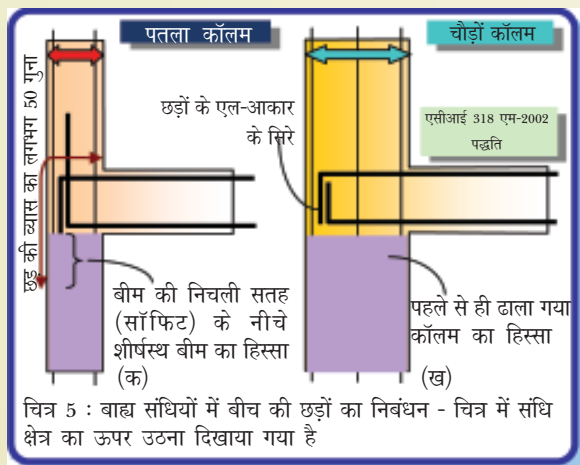 पतला कॉलम
चौड़ों कॉलम
छड़ की व्यास का लगभग 50 गुना
छड़ों के एल-आकार
के सिरे
एसीआई 318 एम-2002
पद्धति
बीम की निचली सतह
(सॉफिट) के नीचे
शीर्षस्थ बीम का हिस्सा
(क)
पहले से ही ढाला गया
कॉलम का हिस्सा
(ख)
चित्र 5 : बाह्य संधियों में बीच की छड़ों का निबंधन - चित्र में संधि
क्षेत्र का ऊपर उठना दिखाया गया है